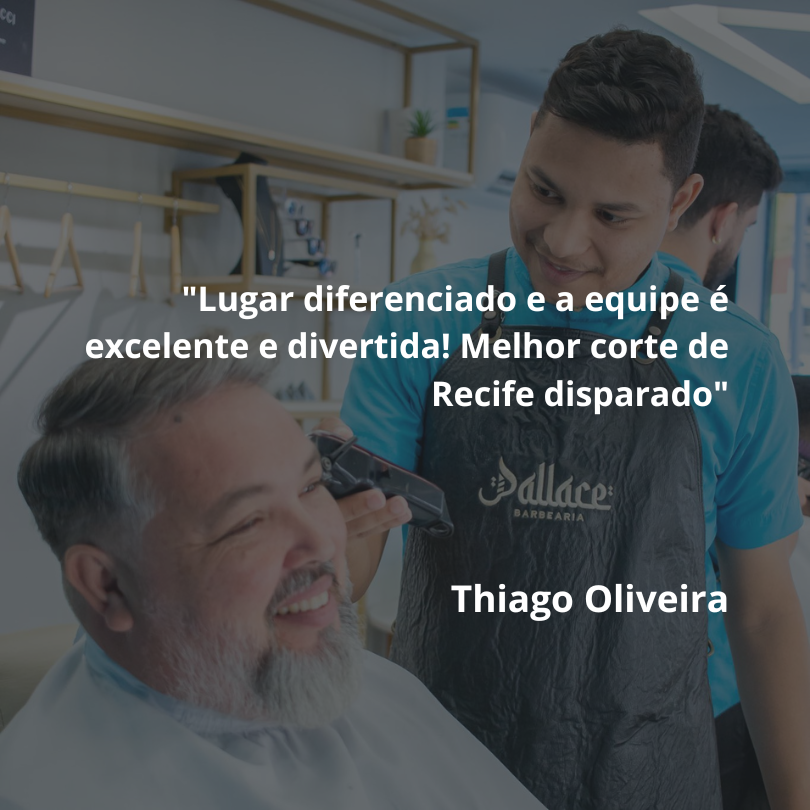 "Lugar diferenciado e a equipe é
excelente e divertida! Melhor corte de
Recife disparado"
Pallace
BARBEARIA
Thiago Oliveira